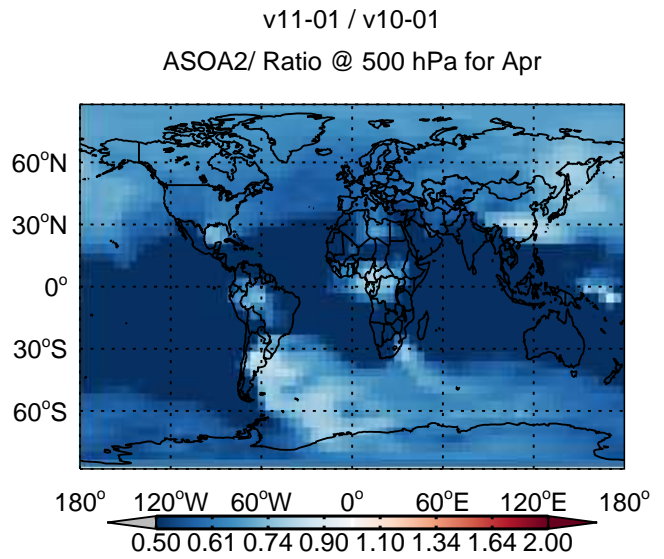 v11-01 / v10-01
ASOA2/ Ratio @ 500 hPa for Apr
60°N
30°N
0°
30°S
60°S
180° 120°W 60°W 0° 60°E 120°E 180°
0.50 0.61 0.74 0.90 1.10 1.34 1.64 2.00